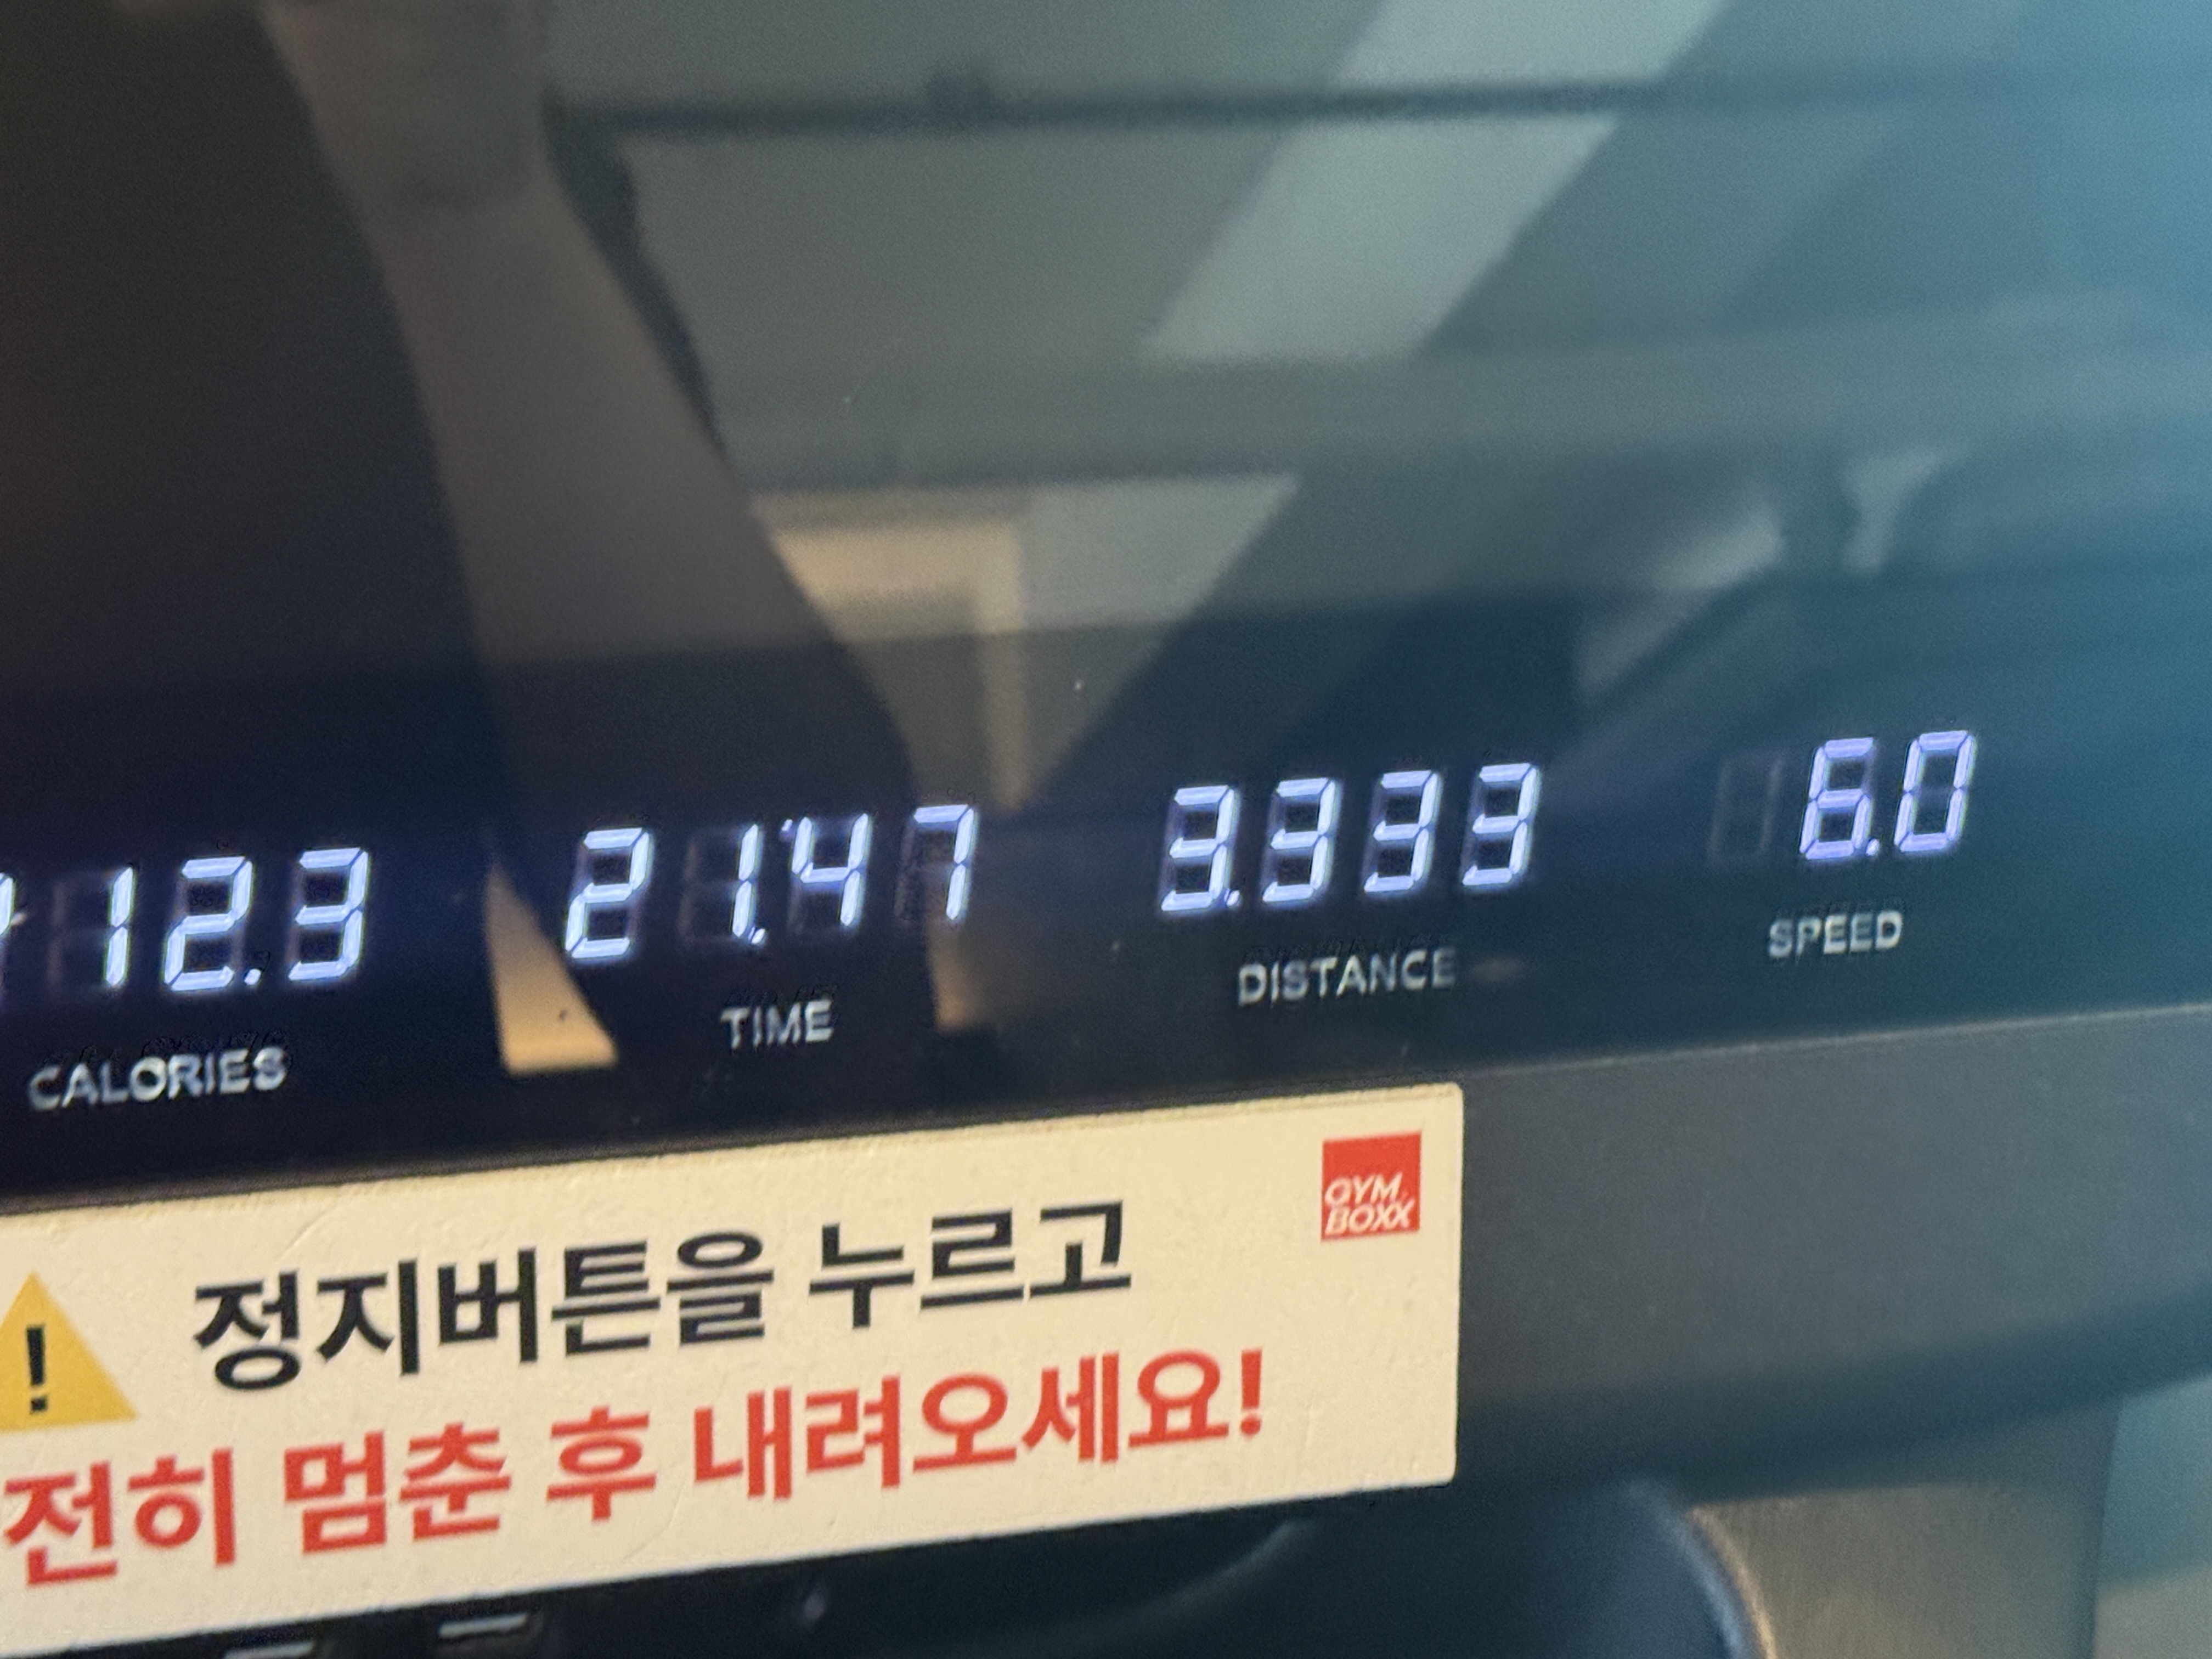 12.3
CALORIES
21:47
TIME
3.333
DISTANCE
6.0
SPEED
GYM
BOXX
! 정지버튼을 누르고
전히 멈춘 후 내려오세요!